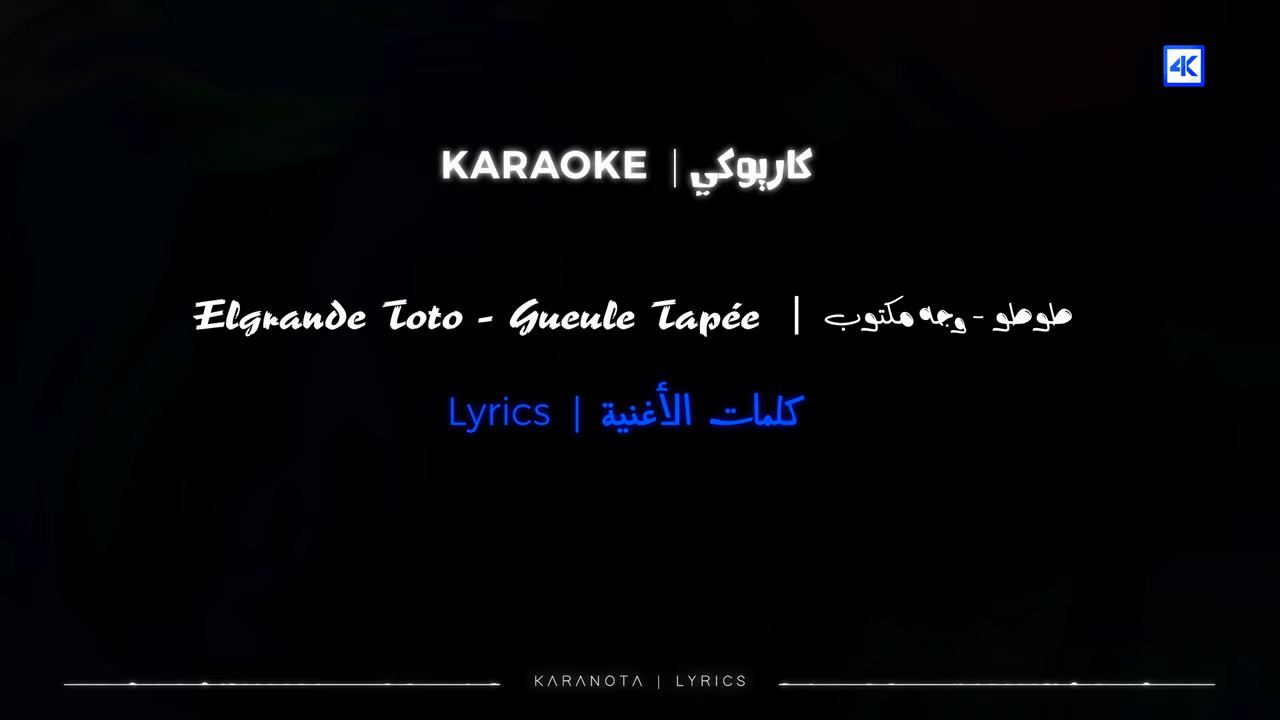 4K
KARAOKE | كاريوكي
Elgrande Toto - Gueule Tapée | طوطو - وجه مكتوب
Lyrics | كلمات الأغنية
KARANOTA | LYRICS